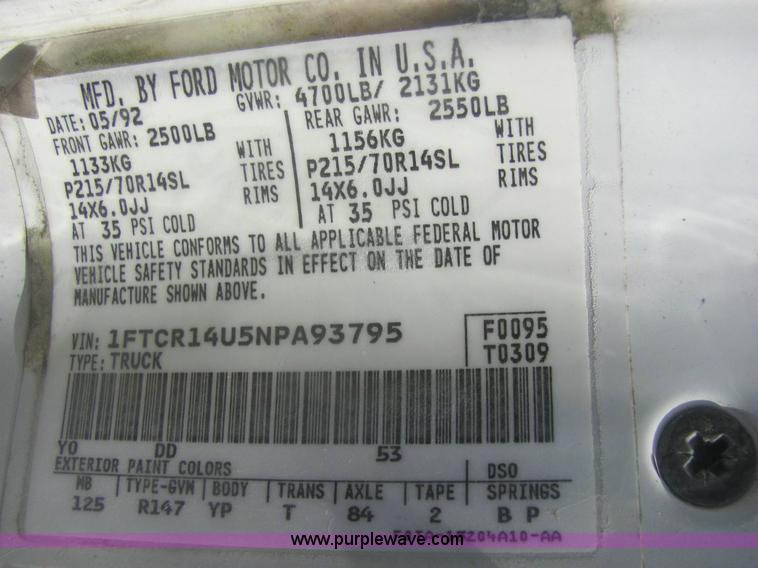 MFD. BY FORD MOTOR CO. IN U.S.A.
DATE: 05/92 GVWR: 4700LB/ 2131KG
FRONT GAWR: 2500LB REAR GAWR: 2550LB
1133KG WITH 1156KG WITH
P215/70R14SL TIRES P215/70R14SL TIRES
14X6.0JJ RIMS 14X6.0JJ RIMS
AT 35 PSI COLD AT 35 PSI COLD
THIS VEHICLE CONFORMS TO ALL APPLICABLE FEDERAL MOTOR
VEHICLE SAFETY STANDARDS IN EFFECT ON THE DATE OF
MANUFACTURE SHOWN ABOVE.
VIN: 1FTCR14U5NPA93795 F0095
TYPE: TRUCK T0309
YO DD 53
EXTERIOR PAINT COLORS DSO
WB TYPE-GVM BODY TRANS AXLE TAPE SPRINGS
125 R147 YP T 84 2 B P
www.purplewave.com